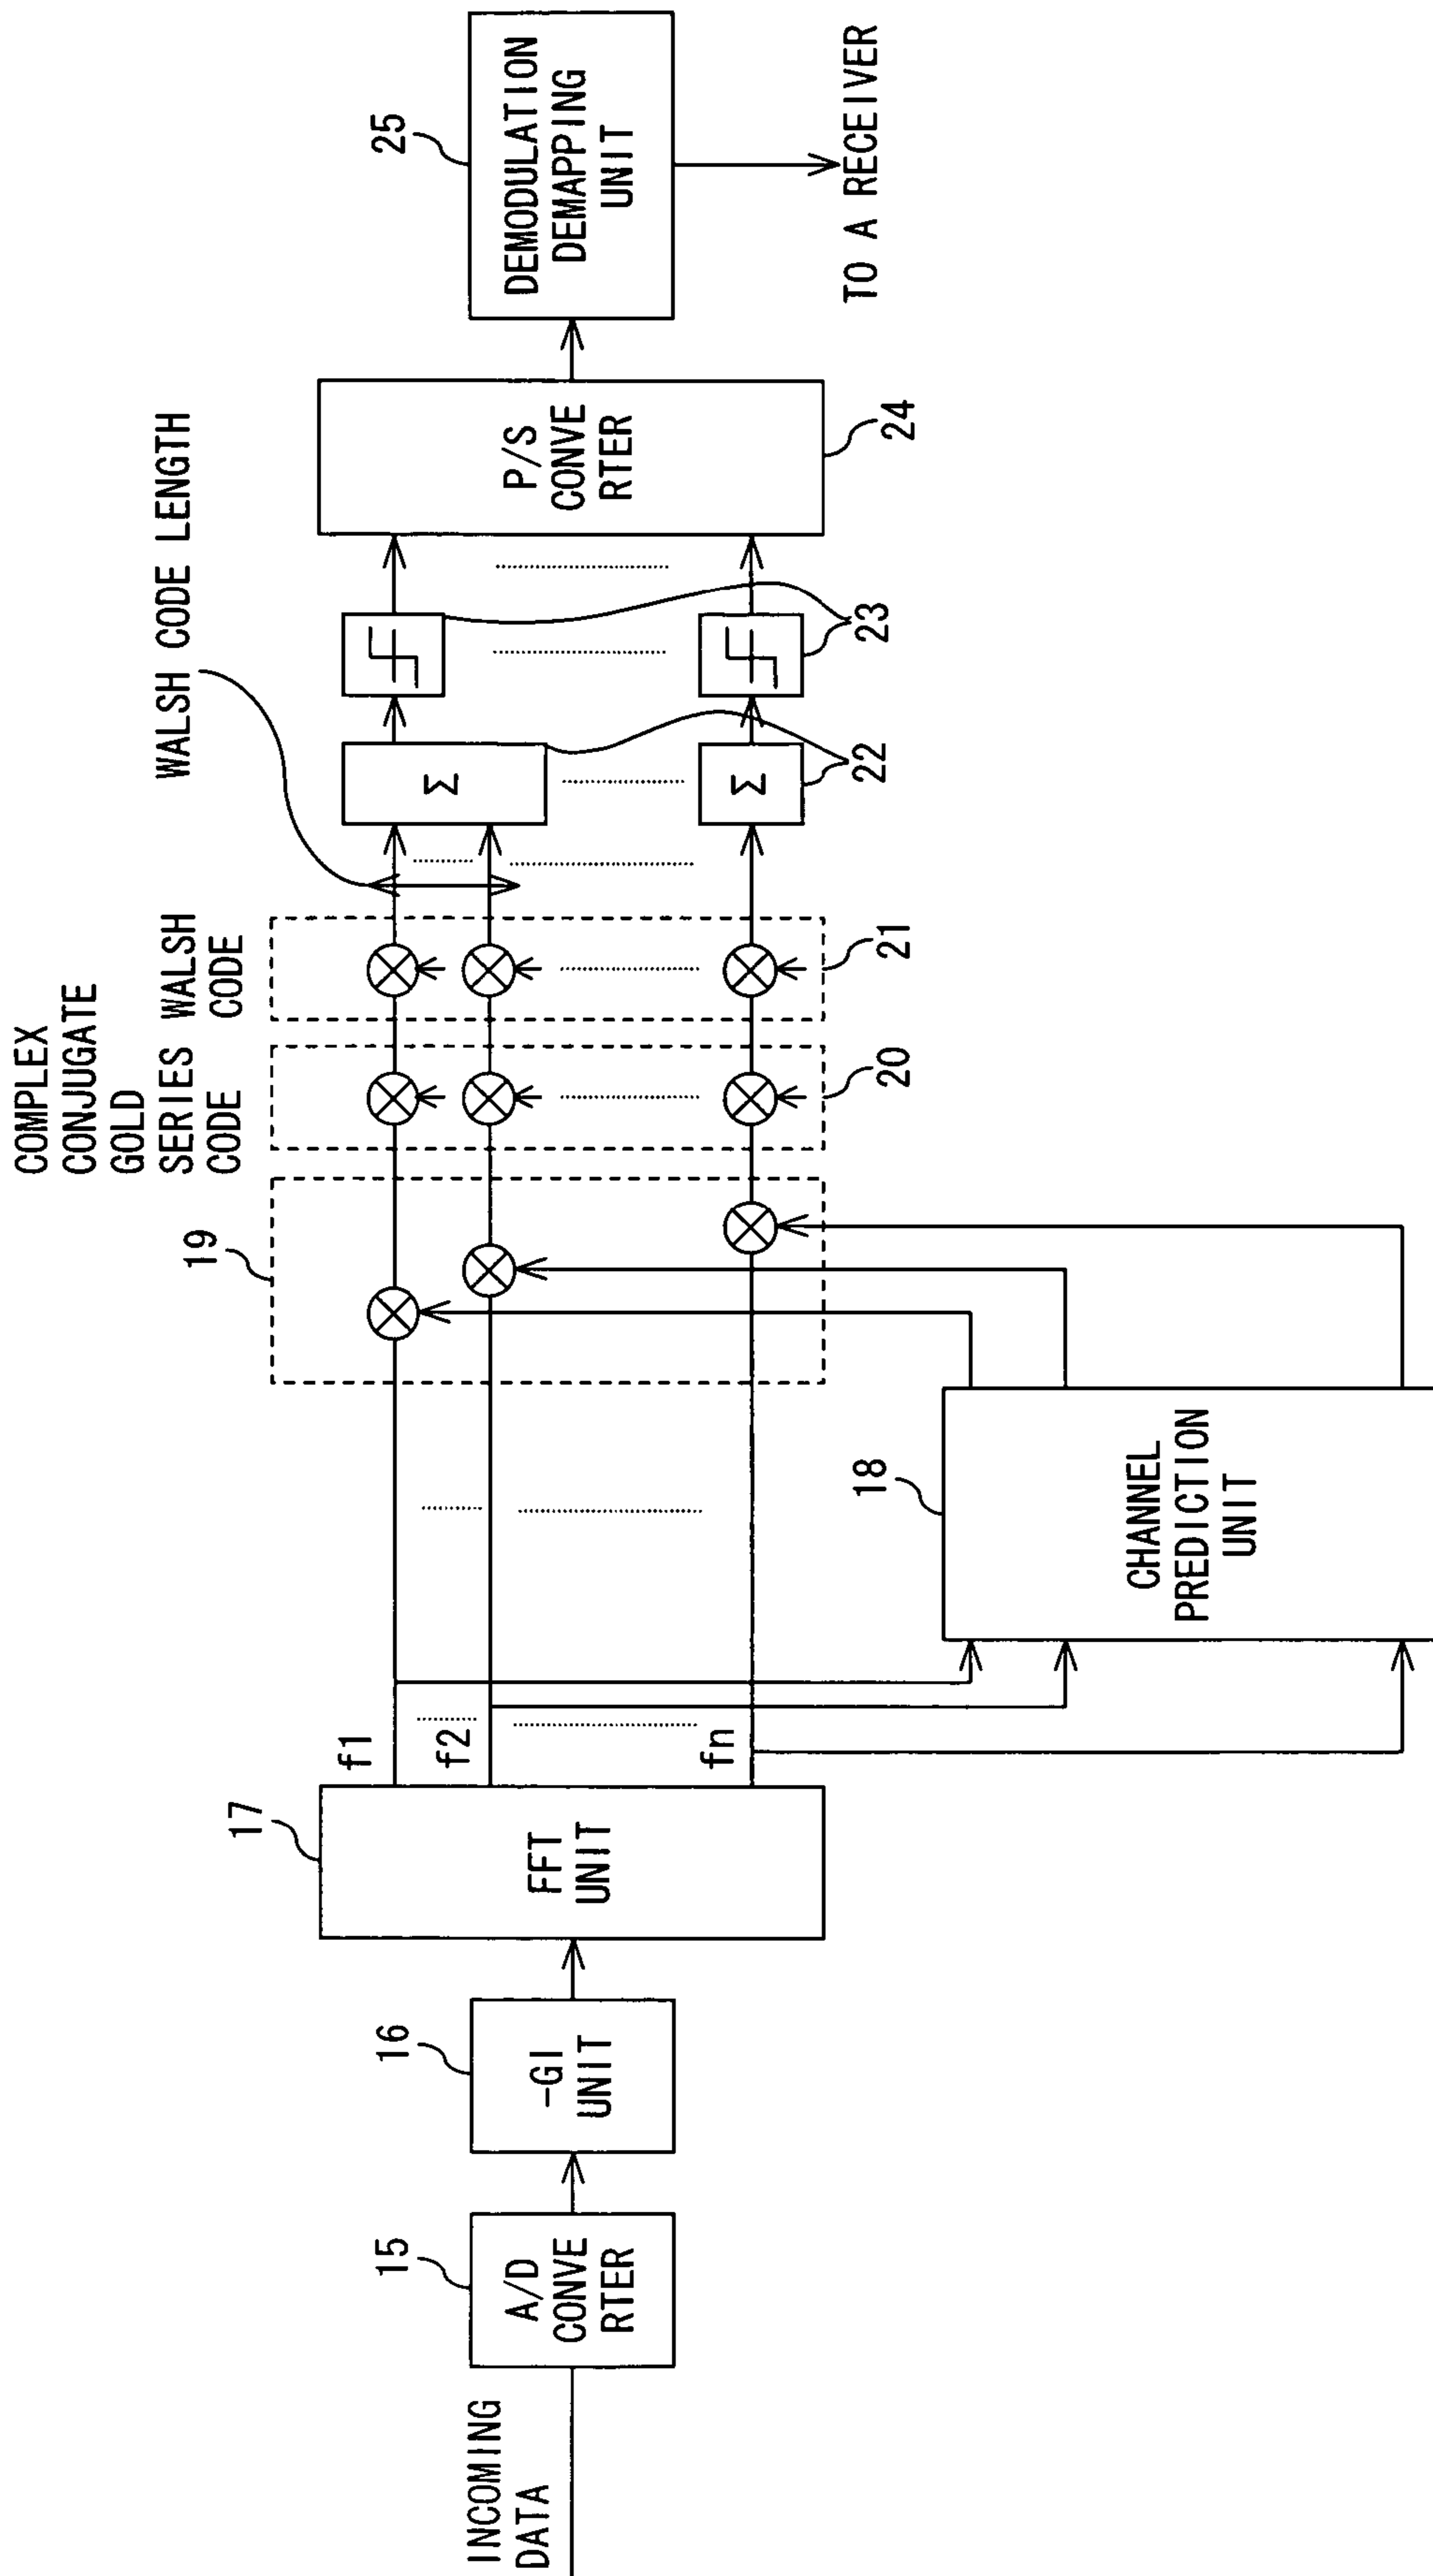 INCOMING
DATA
15
A/D
CONVE
RTER
16
-GI
UNIT
17
FFT
UNIT
f1
f2
fn
18
CHANNEL
PREDICTION
UNIT
19
COMPLEX
CONJUGATE
GOLD
SERIES
CODE
20
WALSH
CODE
21
WALSH CODE LENGTH
Σ
Σ
22
23
P/S
CONVE
RTER
24
25
DEMODULATION
DEMAPPING
UNIT
TO A RECEIVER